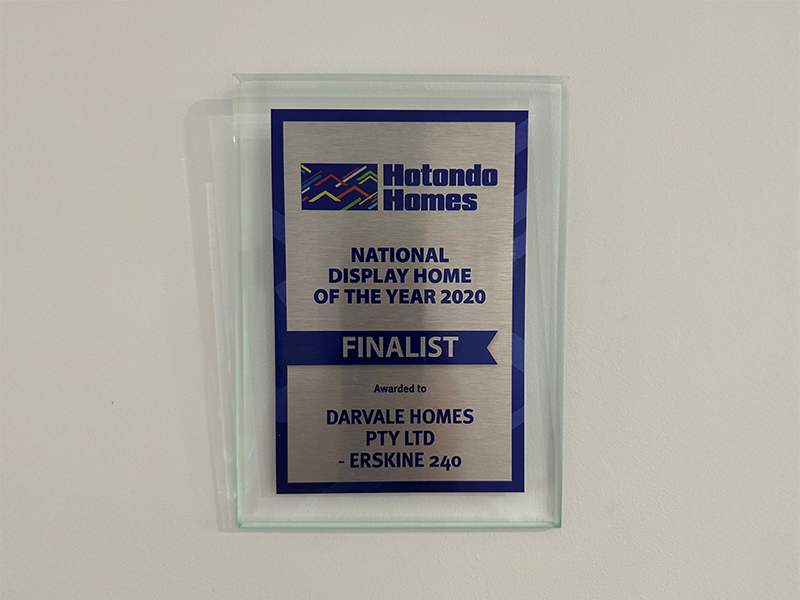 Hotondo
Homes
NATIONAL
DISPLAY HOME
OF THE YEAR 2020
FINALIST
Awarded to
DARVALE HOMES
PTY LTD
- ERSKINE 240